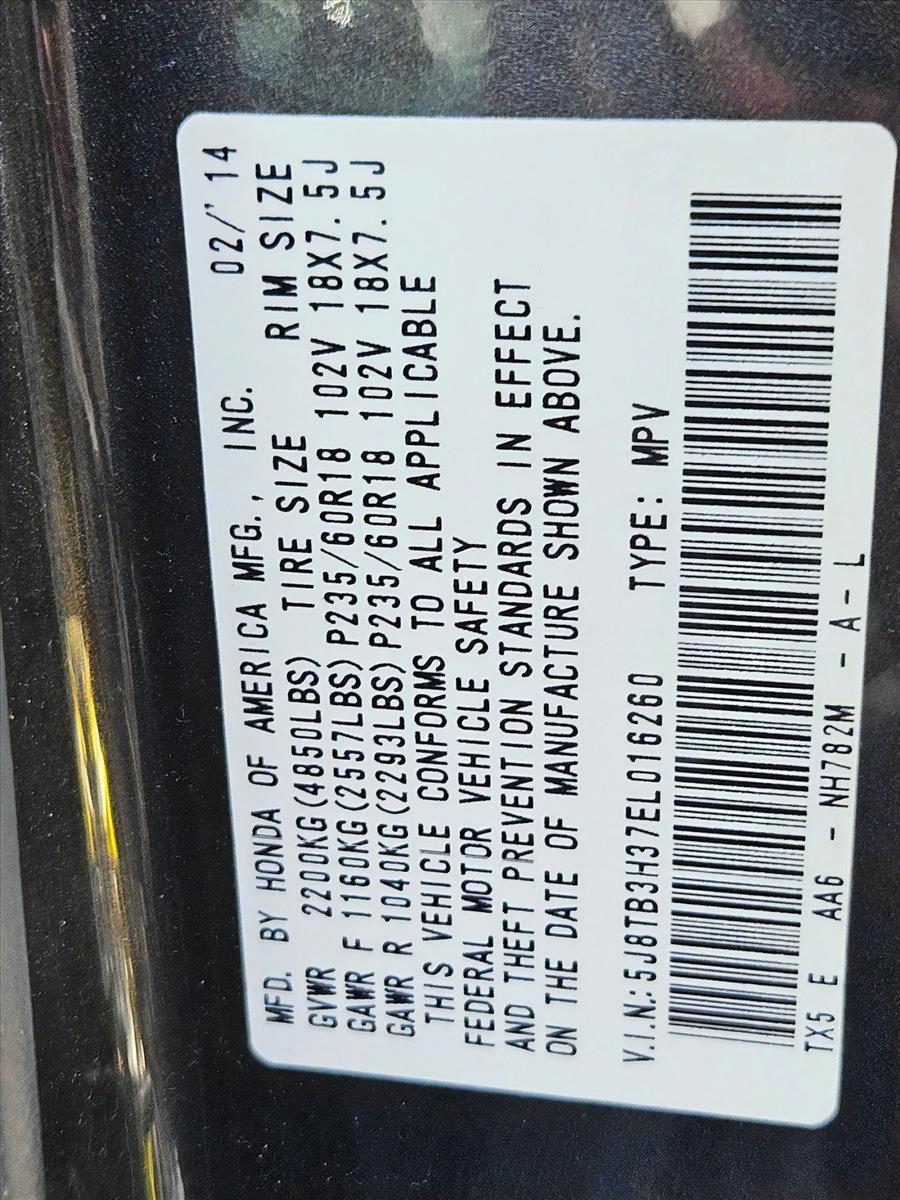 MFD. BY HONDA OF AMERICA MFG., INC. 02/'14
GVWR 2200KG(4850LBS) TIRE SIZE RIM SIZE
GAWR F 1160KG(2557LBS) P235/60R18 102V 18X7.5J
GAWR R 1040KG(2293LBS) P235/60R18 102V 18X7.5J
THIS VEHICLE CONFORMS TO ALL APPLICABLE
FEDERAL MOTOR VEHICLE SAFETY
AND THEFT PREVENTION STANDARDS IN EFFECT
ON THE DATE OF MANUFACTURE SHOWN ABOVE.
V.I.N.: 5J8TB3H37EL016260 TYPE: MPV
TX5 E AA6 - NH782M - A - L